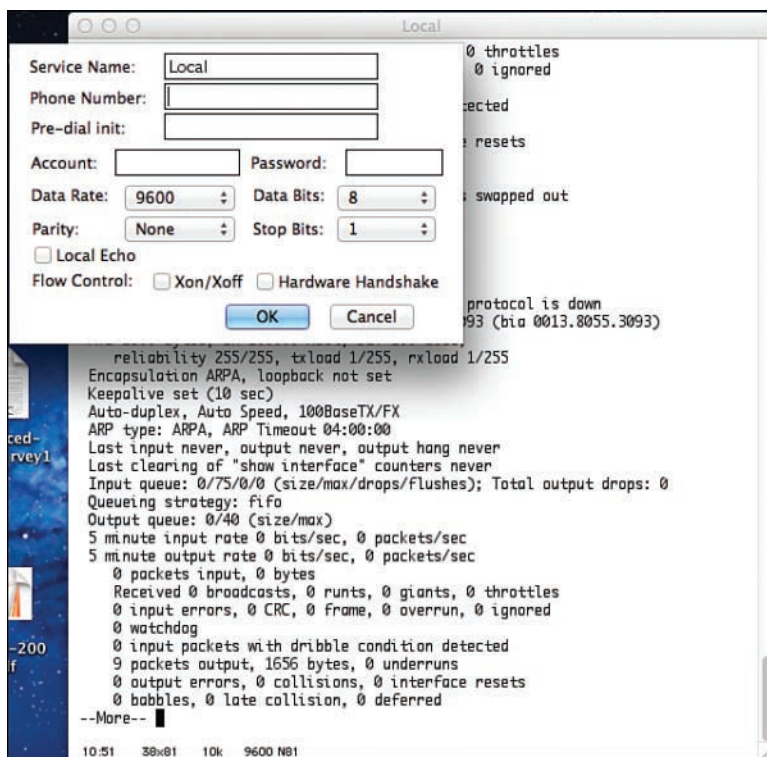 Local
Service Name: Local
Phone Number:
Pre-dial init:
Account: Password:
Data Rate: 9600 Data Bits: 8
Parity: None Stop Bits: 1
Local Echo
Flow Control: Xon/Xoff Hardware Handshake
OK Cancel
0 throttles
0 ignored
resets
swapped out
protocol is down
(bia 0013.8055.3093)
reliability 255/255, txload 1/255, rxload 1/255
Encapsulation ARPA, loopback not set
Keepalive set (10 sec)
Auto-duplex, Auto Speed, 100BaseTX/FX
ARP type: ARPA, ARP Timeout 04:00:00
Last input never, output never, output hang never
Last clearing of "show interface" counters never
Input queue: 0/75/0/0 (size/max/drops/flushes); Total output drops: 0
Queueing strategy: fifo
Output queue: 0/40 (size/max)
5 minute input rate 0 bits/sec, 0 packets/sec
5 minute output rate 0 bits/sec, 0 packets/sec
0 packets input, 0 bytes
Received 0 broadcasts, 0 runts, 0 giants, 0 throttles
0 input errors, 0 CRC, 0 frame, 0 overrun, 0 ignored
0 watchdog
0 input packets with dribble condition detected
9 packets output, 1656 bytes, 0 underruns
0 output errors, 0 collisions, 0 interface resets
0 babbles, 0 late collision, 0 deferred
--More--
10:51 38x81 10k 9600 N81